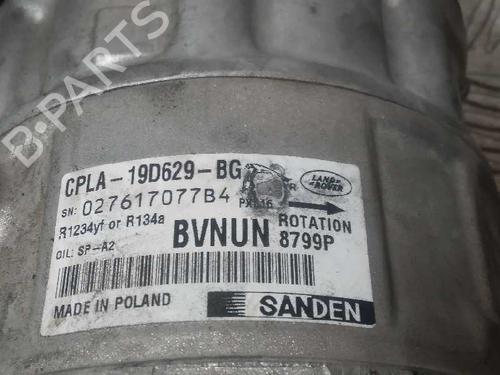 B-PARTS
CPLA-19D629-BG
LAND ROVER
SN: 027617077B4
R1234yf or R134a
ROTATION
OIL: SP-A2
BVNUN 8799P
MADE IN POLAND
SANDEN